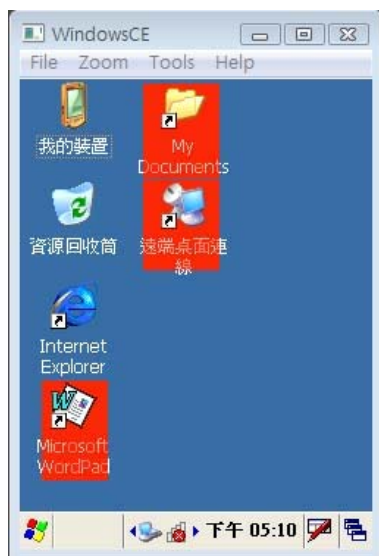 WindowsCE
File Zoom Tools Help
我的裝置
My
Documents
資源回收筒
遠端桌面連
線
Internet
Explorer
Microsoft
WordPad
下午 05:10